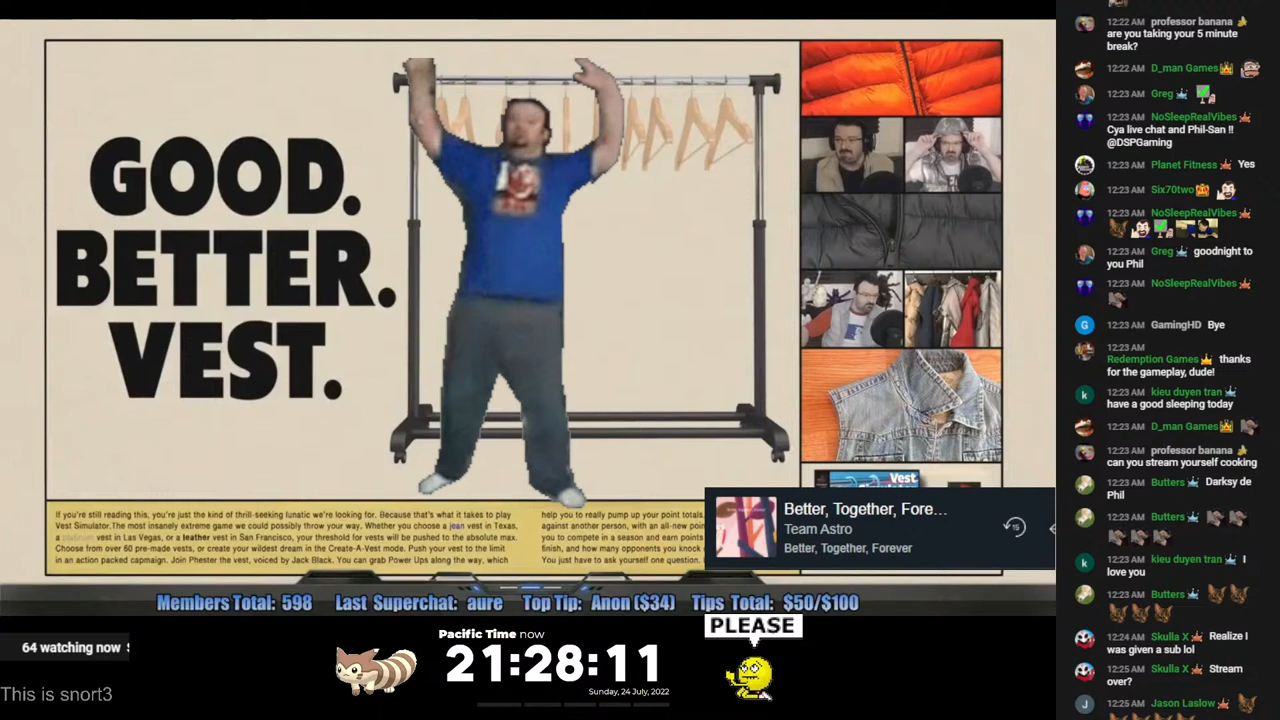 GOOD.
BETTER.
VEST.
If you're still reading this, you're just the kind of thrill-seeking lunatic we're looking for. Because that's what it takes to play
Vest Simulator. The most insanely extreme game we could possibly throw your way. Whether you choose a jean vest in Texas,
a platinum vest in Las Vegas, or a leather vest in San Francisco, your threshold for vests will be pushed to the absolute max.
Choose from over 60 pre-made vests, or create your wildest dream in the Create-A-Vest mode. Push your vest to the limit
in an action packed capmaign. Join Phester the vest, voiced by Jack Black. You can grab Power Ups along the way, which
help you to really pump up your point totals.
against another person, with an all-new poin
you to compete in a season and earn points
finish, and how many opponents you knock
You just have to ask yourself one question.
Vest
Better, Together, Fore...
Team Astro
Better, Together, Forever
15
Members Total: 598 Last Superchat: aure Top Tip: Anon ($34) Tips Total: $50/$100
64 watching now
This is snort3
Pacific Time now
21:28:11
Sunday, 24 July, 2022
PLEASE
12:22 AM professor banana
are you taking your 5 minute
break?
12:22 AM D_man Games
12:23 AM Greg
12:23 AM NoSleepRealVibes
Cya live chat and Phil-San !!
@DSPGaming
12:23 AM Planet Fitness Yes
12:23 AM Six70two
12:23 AM NoSleepRealVibes
12:23 AM Greg goodnight to
you Phil
12:23 AM NoSleepRealVibes
G 12:23 AM GamingHD Bye
12:23 AM
Redemption Games thanks
for the gameplay, dude!
k 12:23 AM kieu duyen tran
have a good sleeping today
12:23 AM D_man Games
12:23 AM professor banana
can you stream yourself cooking
12:23 AM Butters Darksy de
Phil
12:23 AM Butters
k 12:23 AM kieu duyen tran I
love you
12:23 AM Butters
12:24 AM Skulla X Realize I
was given a sub lol
12:25 AM Skulla X Stream
over?
J 12:25 AM Jason Laslow